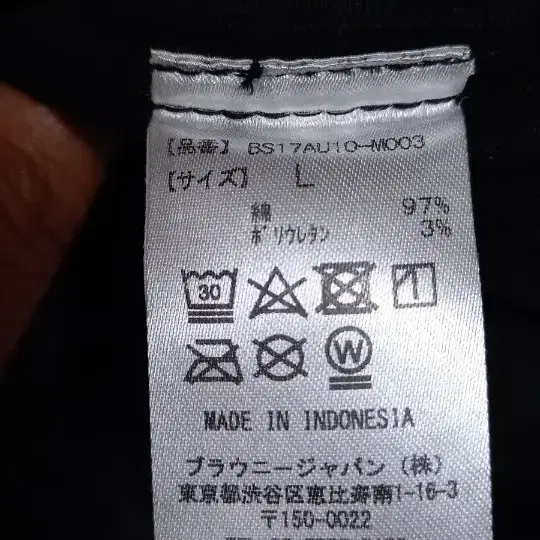 【品番】 BS17AU10-M003
【サイズ】 L
綿 97%
ポリウレタン 3%
30
W
MADE IN INDONESIA
ブラウニージャパン (株)
東京都渋谷区恵比寿南1-16-3
〒150-0022